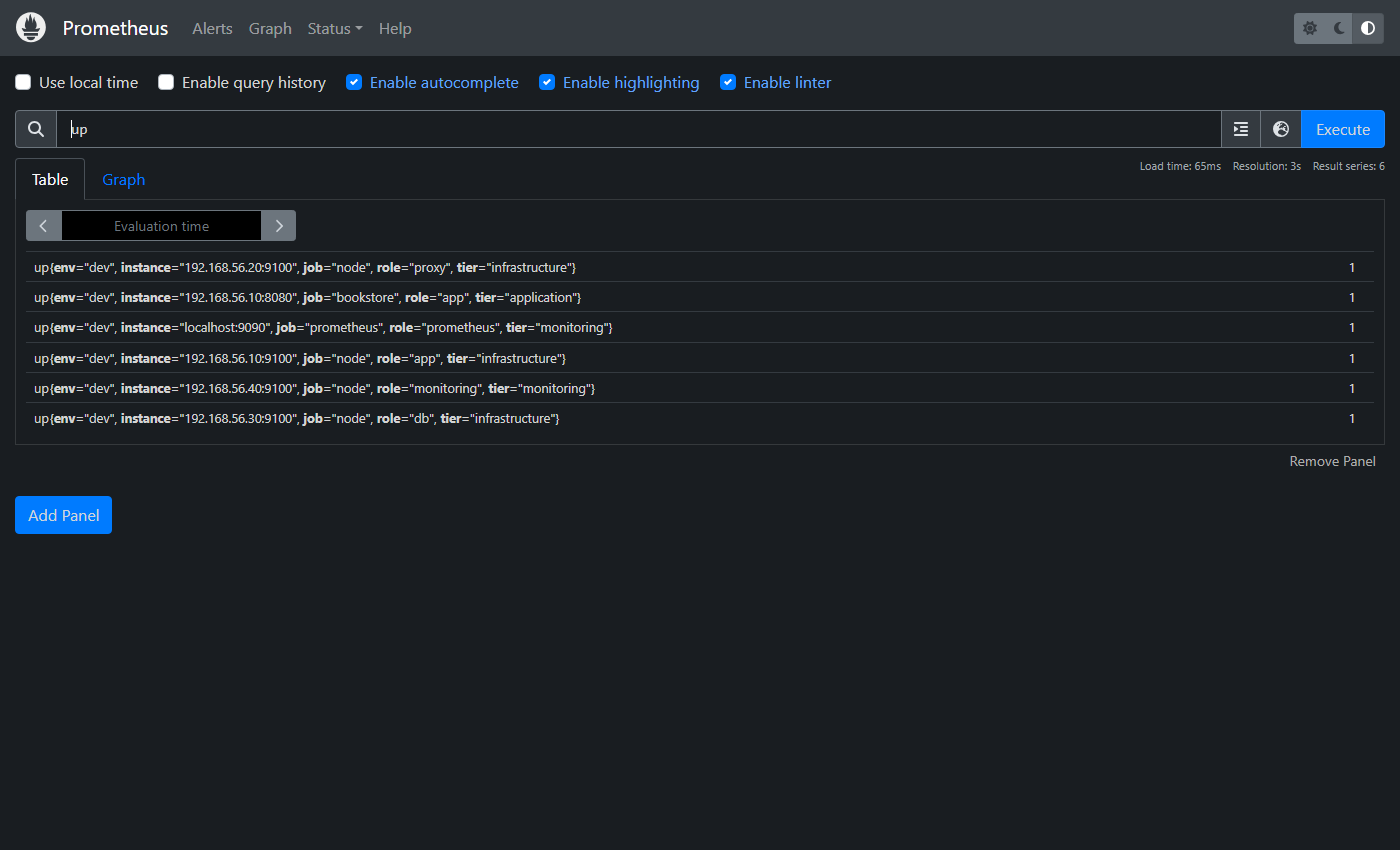 Prometheus Alerts Graph Status Help
Use local time Enable query history Enable autocomplete Enable highlighting Enable linter
up Execute
Table Graph Load time: 65ms Resolution: 3s Result series: 6
Evaluation time
up{env="dev", instance="192.168.56.20:9100", job="node", role="proxy", tier="infrastructure"} 1
up{env="dev", instance="192.168.56.10:8080", job="bookstore", role="app", tier="application"} 1
up{env="dev", instance="localhost:9090", job="prometheus", role="prometheus", tier="monitoring"} 1
up{env="dev", instance="192.168.56.10:9100", job="node", role="app", tier="infrastructure"} 1
up{env="dev", instance="192.168.56.40:9100", job="node", role="monitoring", tier="monitoring"} 1
up{env="dev", instance="192.168.56.30:9100", job="node", role="db", tier="infrastructure"} 1
Remove Panel
Add Panel